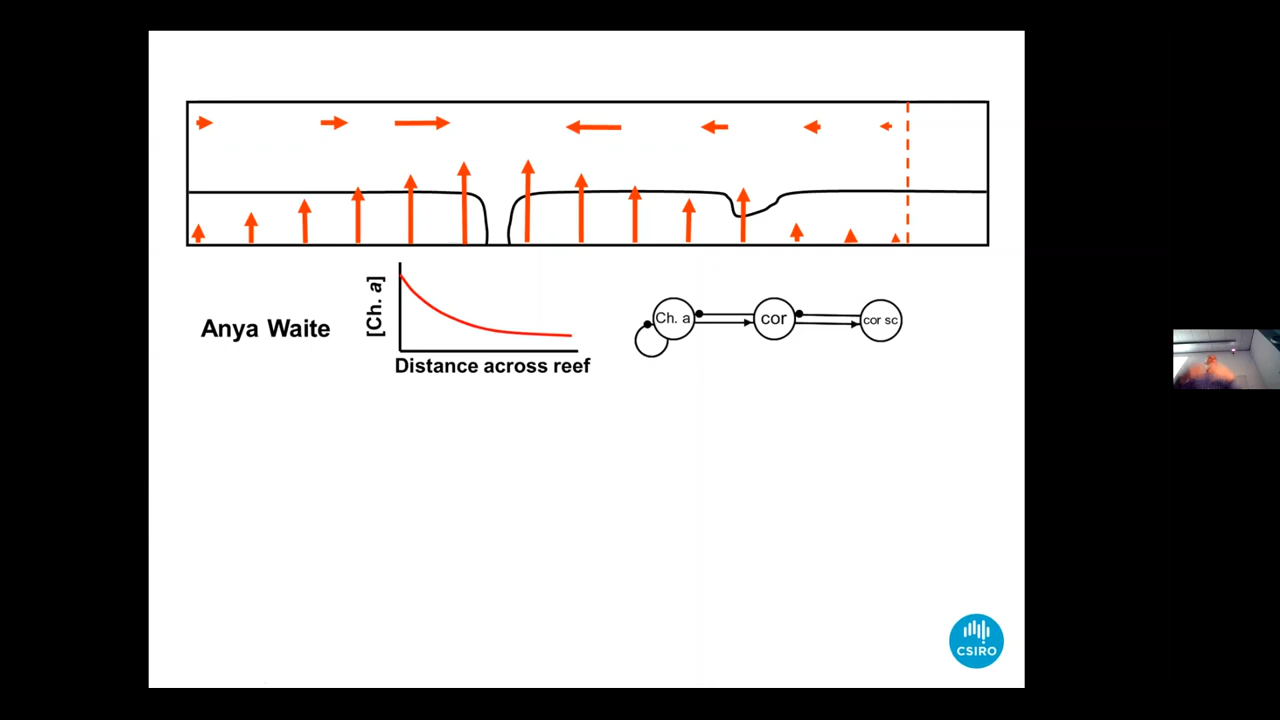 Anya Waite
[Ch. a]
Distance across reef
Ch. a
cor
cor sc
CSIRO